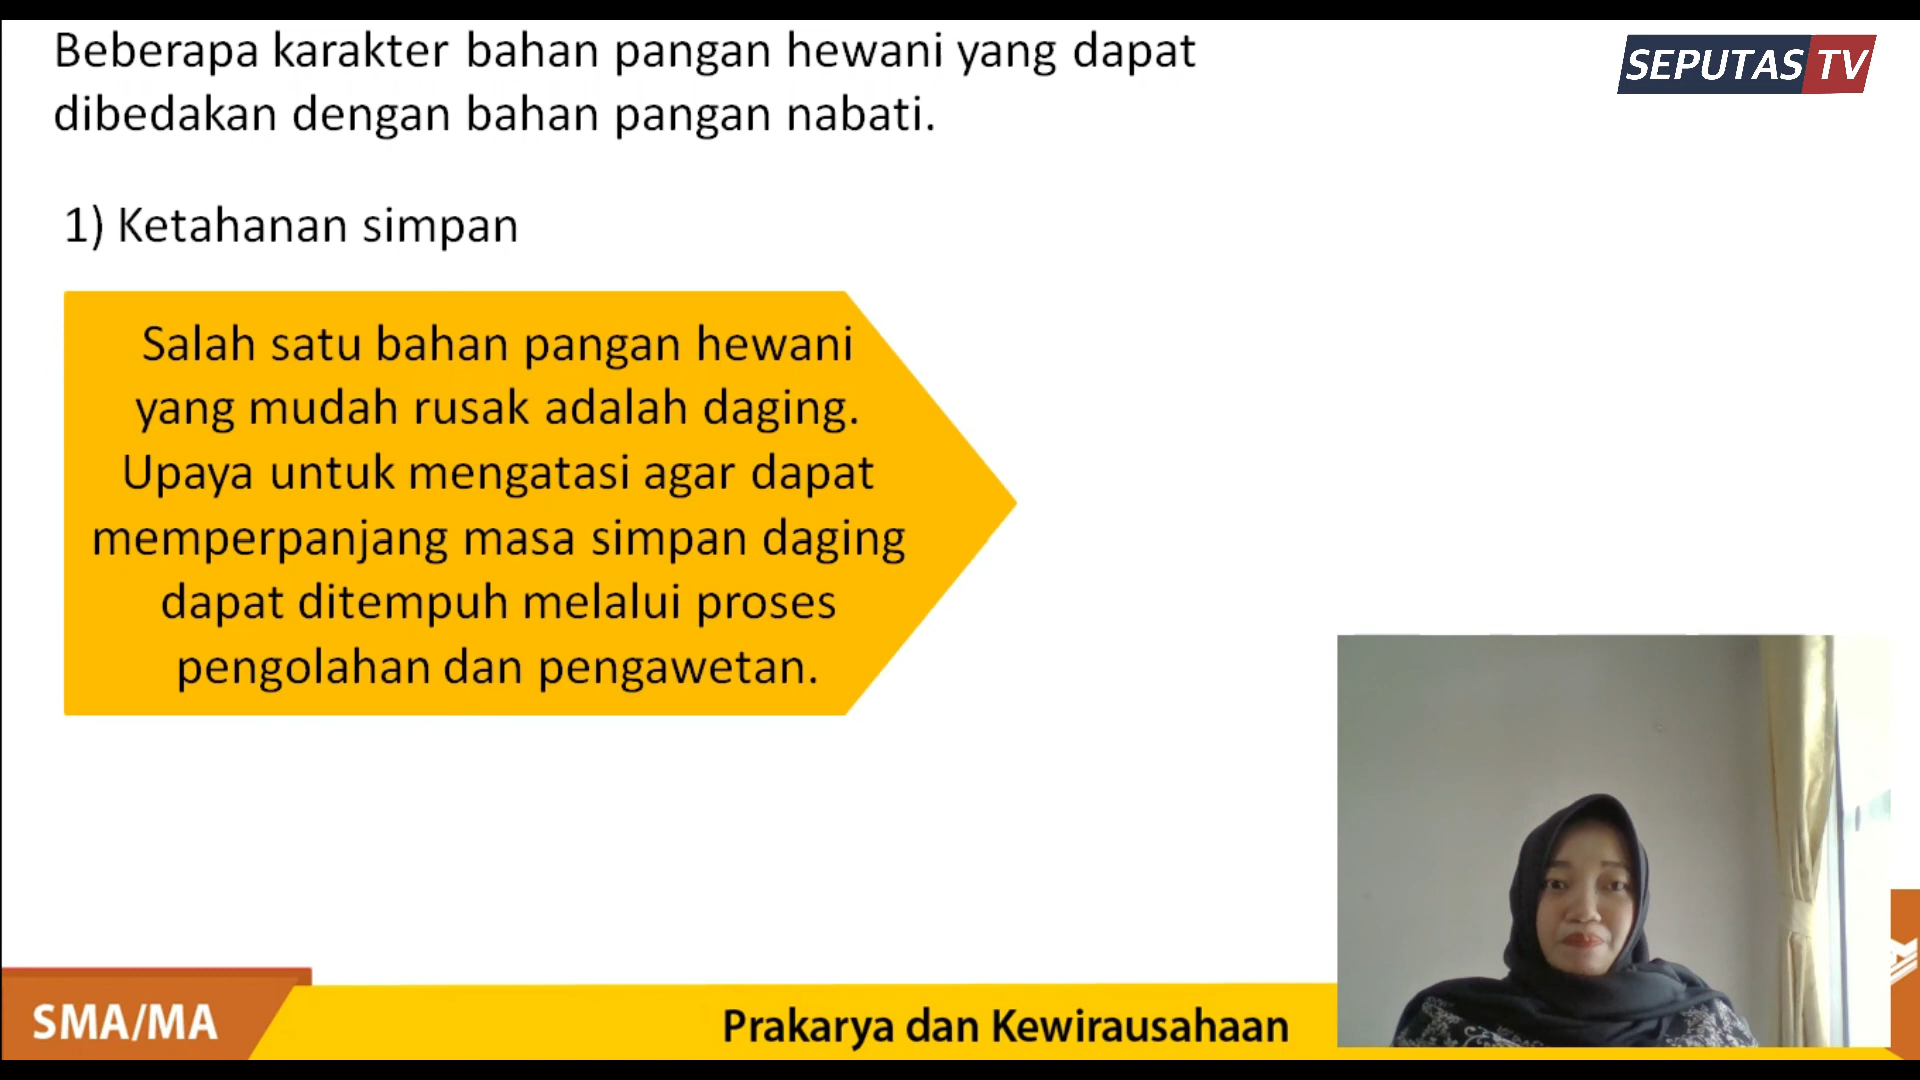 Beberapa karakter bahan pangan hewani yang dapat
dibedakan dengan bahan pangan nabati.
SEPUTAS TV
1) Ketahanan simpan
Salah satu bahan pangan hewani
yang mudah rusak adalah daging.
Upaya untuk mengatasi agar dapat
memperpanjang masa simpan daging
dapat ditempuh melalui proses
pengolahan dan pengawetan.
SMA/MA
Prakarya dan Kewirausahaan